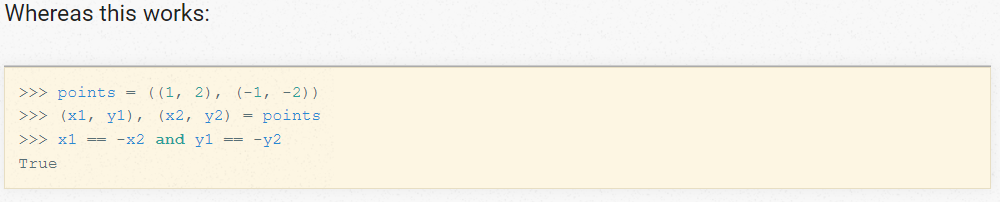 Whereas this works:
>>> points = ((1, 2), (-1, -2))
>>> (x1, y1), (x2, y2) = points
>>> x1 == -x2 and y1 == -y2
True